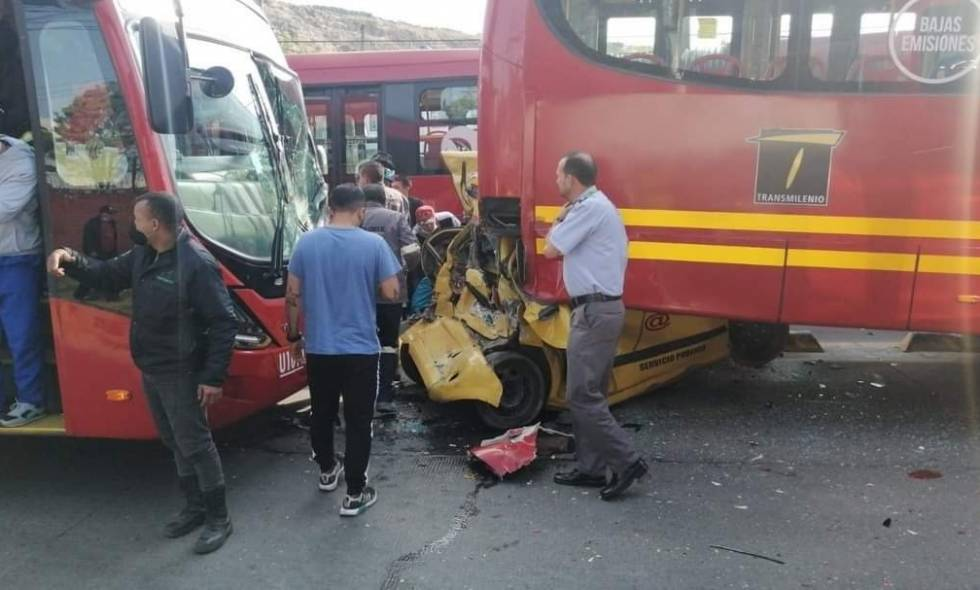 BAJAS
EMISIONES
TRANSMILENIO
SERVICIO PUBLICO
@